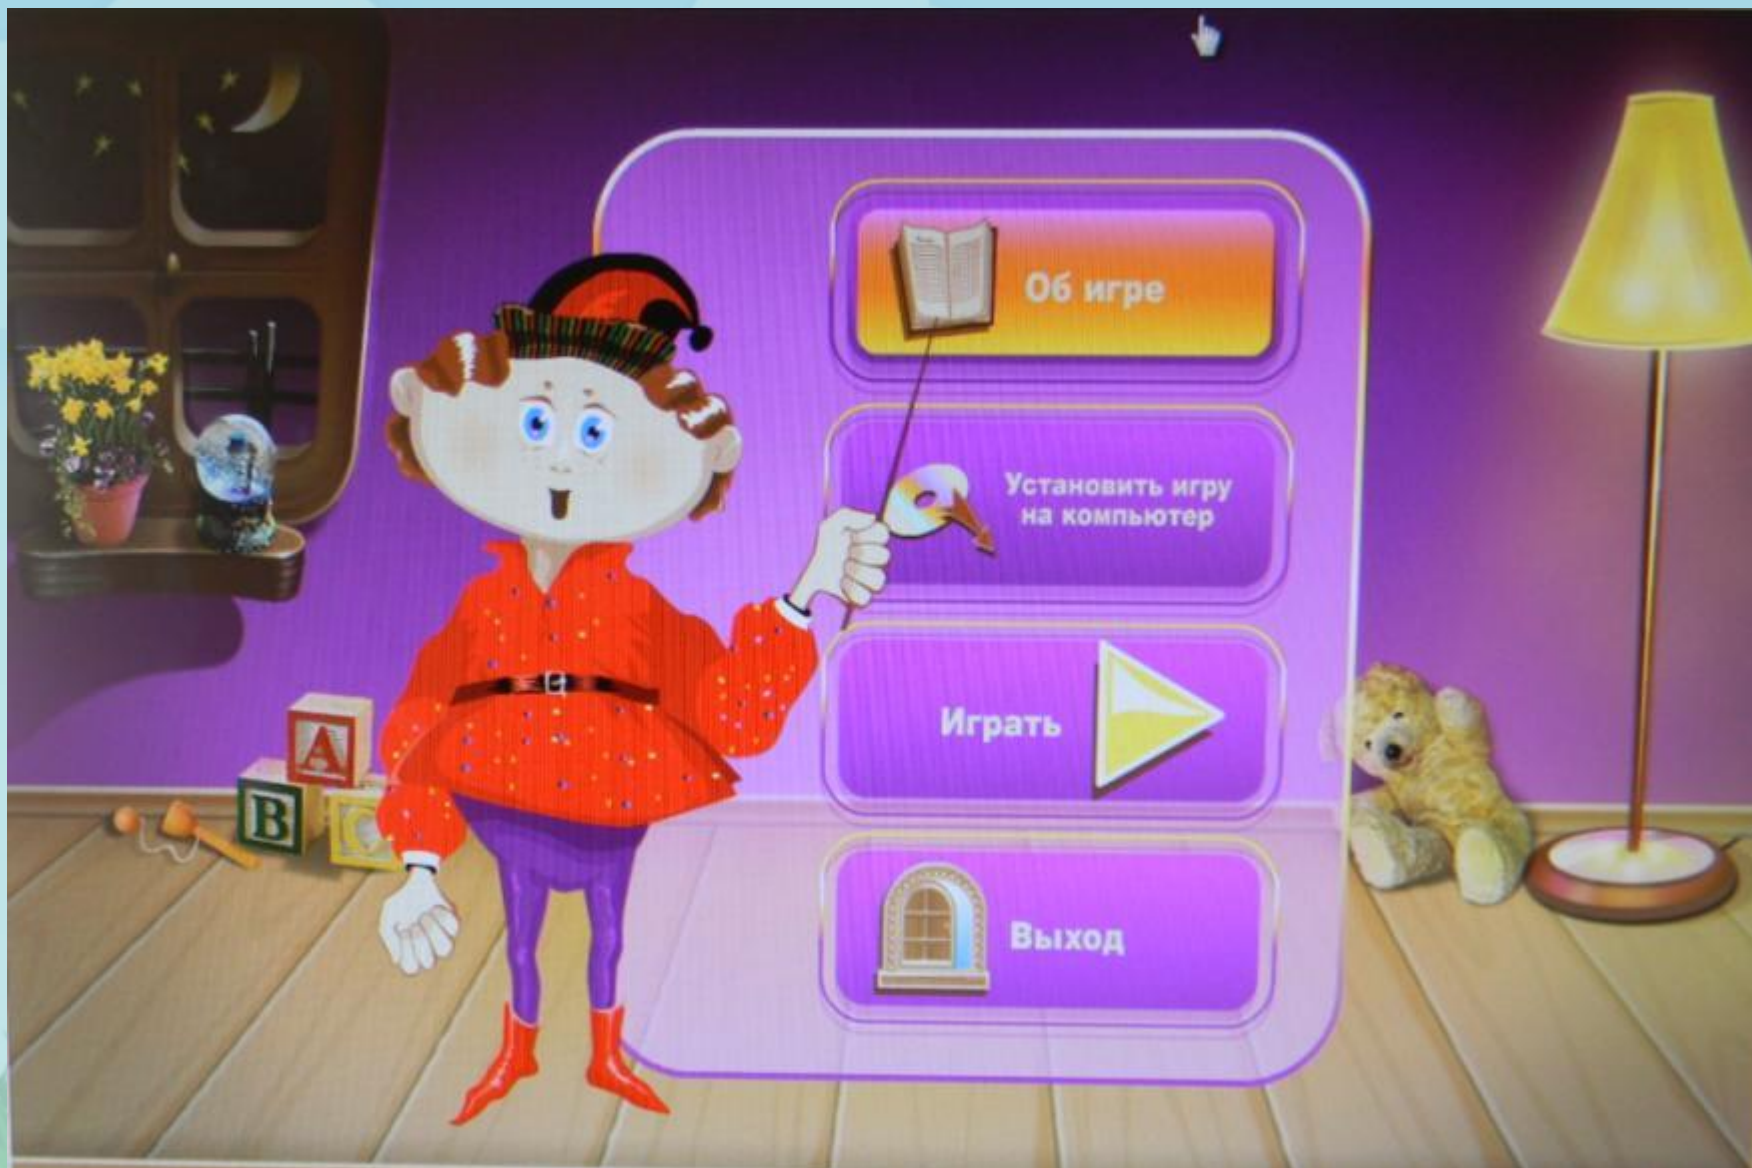 Об игре
Установить игру
на компьютер
Играть
Выход
A
B
C